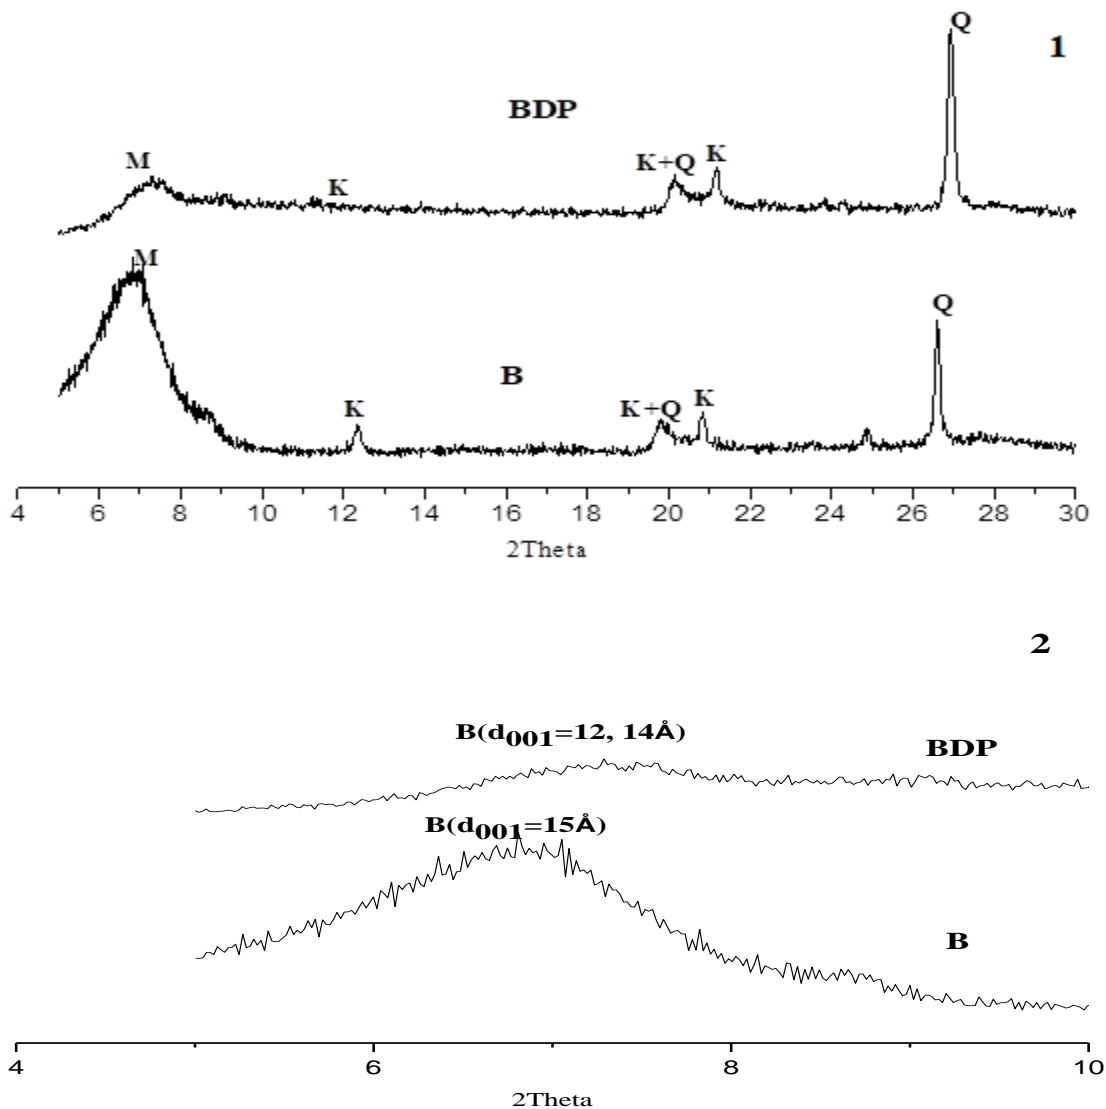 Q
1
BDP
M
K
K+Q
K
M
Q
B
K
K+Q
K
4 6 8 10 12 14 16 18 20 22 24 26 28 30
2Theta
2
B(d001=12, 14Å)
BDP
B(d001=15Å)
B
4 6 8 10
2Theta